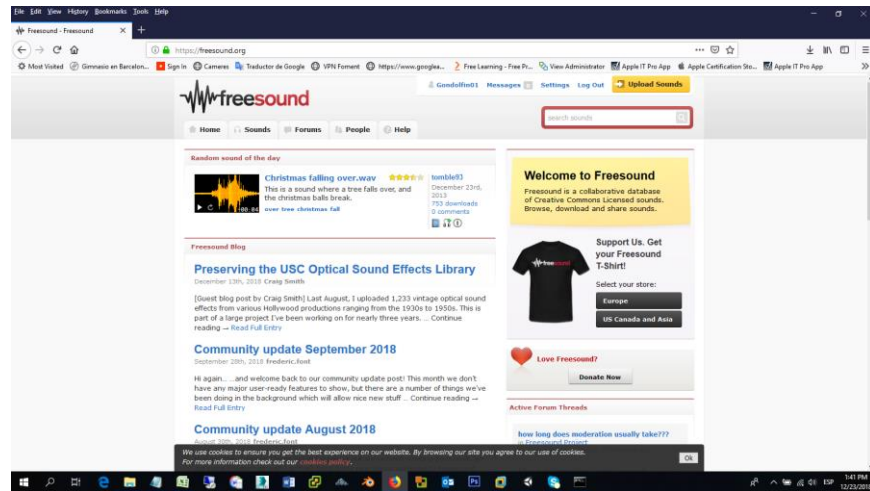 File Edit View History Bookmarks Tools Help
Freesound - Freesound
https://freesound.org
Most Visited Gimnasio en Barcelon... Sign In Cameres Traductor de Google VPN Foment https://www.googlea... Free Learning - Free Pr... View Administrator Apple IT Pro App Apple Certification Sto... Apple IT Pro App
Gondolfin01 Messages Settings Log Out Upload Sounds
freesound
search sounds
Home Sounds Forums People Help
Random sound of the day
Christmas falling over.wav
This is a sound where a tree falls over, and
the christmas balls break.
over tree christmas fall
00:04
tomble93
December 23rd,
2013
753 downloads
0 comments
Welcome to Freesound
Freesound is a collaborative database
of Creative Commons Licensed sounds.
Browse, download and share sounds.
Freesound Blog
Preserving the USC Optical Sound Effects Library
December 13th, 2018 Craig Smith
[Guest blog post by Craig Smith] Last August, I uploaded 1,233 vintage optical sound
effects from various Hollywood productions ranging from the 1930s to 1950s. This is
part of a large project I've been working on for nearly three years. ... Continue
reading → Read Full Entry
Community update September 2018
September 28th, 2018 frederic.font
Hi again... ...and welcome back to our community update post! This month we don't
have any major user-ready features to show, but there are a number of things we've
been doing in the background which will allow nice new stuff ... Continue reading →
Read Full Entry
Community update August 2018
August 30th, 2018 frederic.font
freesound
Support Us. Get
your Freesound
T-Shirt!
Select your store:
Europe
US Canada and Asia
Love Freesound?
Donate Now
Active Forum Threads
how long does moderation usually take???
in Freesound Project
We use cookies to ensure you get the best experience on our website. By browsing our site you agree to our use of cookies.
For more information check out our cookies policy.
Ok
ESP
1:41 PM
12/23/2018